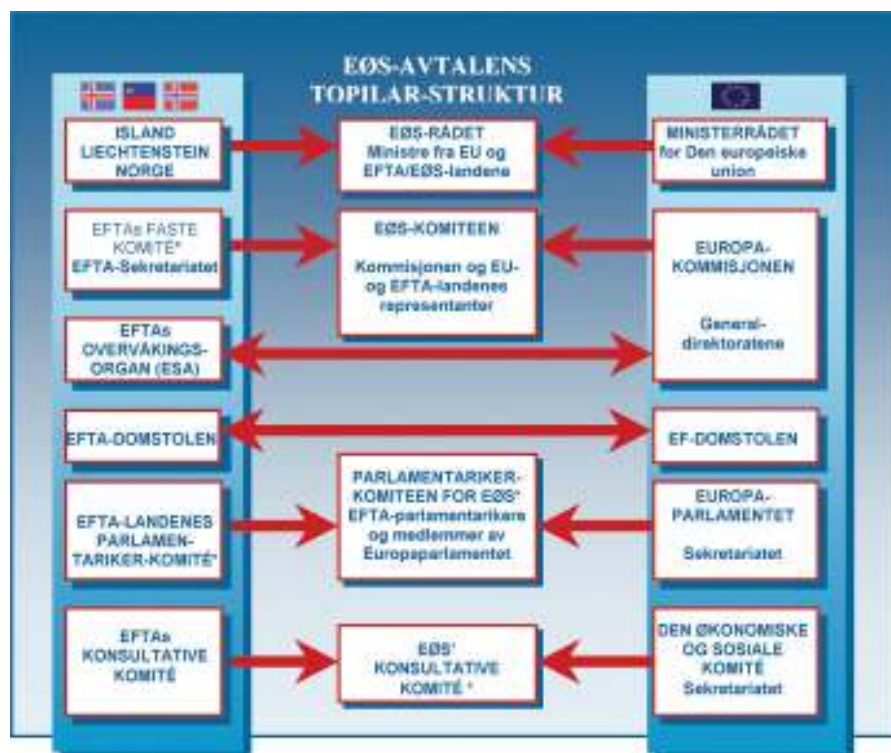 EØS-AVTALENS
TOPILAR-STRUKTUR
ISLAND
LIECHTENSTEIN
NORGE
EØS-RÅDET
Ministre fra EU og
EFTA/EØS-landene
MINISTERRÅDET
for Den europeiske
union
EFTAs FASTE
KOMITÉ*
EFTA-Sekretariatet
EØS-KOMITEEN
Kommisjonen og EU-
og EFTA-landenes
representanter
EUROPA-
KOMMISJONEN
General-
direktoratene
EFTAs
OVERVÅKINGS-
ORGAN (ESA)
EFTA-DOMSTOLEN
EF-DOMSTOLEN
EFTA-LANDENES
PARLAMEN-
TARIKER-KOMITÉ*
PARLAMENTARIKER-
KOMITEEN FOR EØS*
EFTA-parlamentarikere
og medlemmer av
Europaparlamentet
EUROPA-
PARLAMENTET
Sekretariatet
EFTAs
KONSULTATIVE
KOMITÉ
EØS'
KONSULTATIVE
KOMITÉ *
DEN ØKONOMISKE
OG SOSIALE
KOMITÉ
Sekretariatet